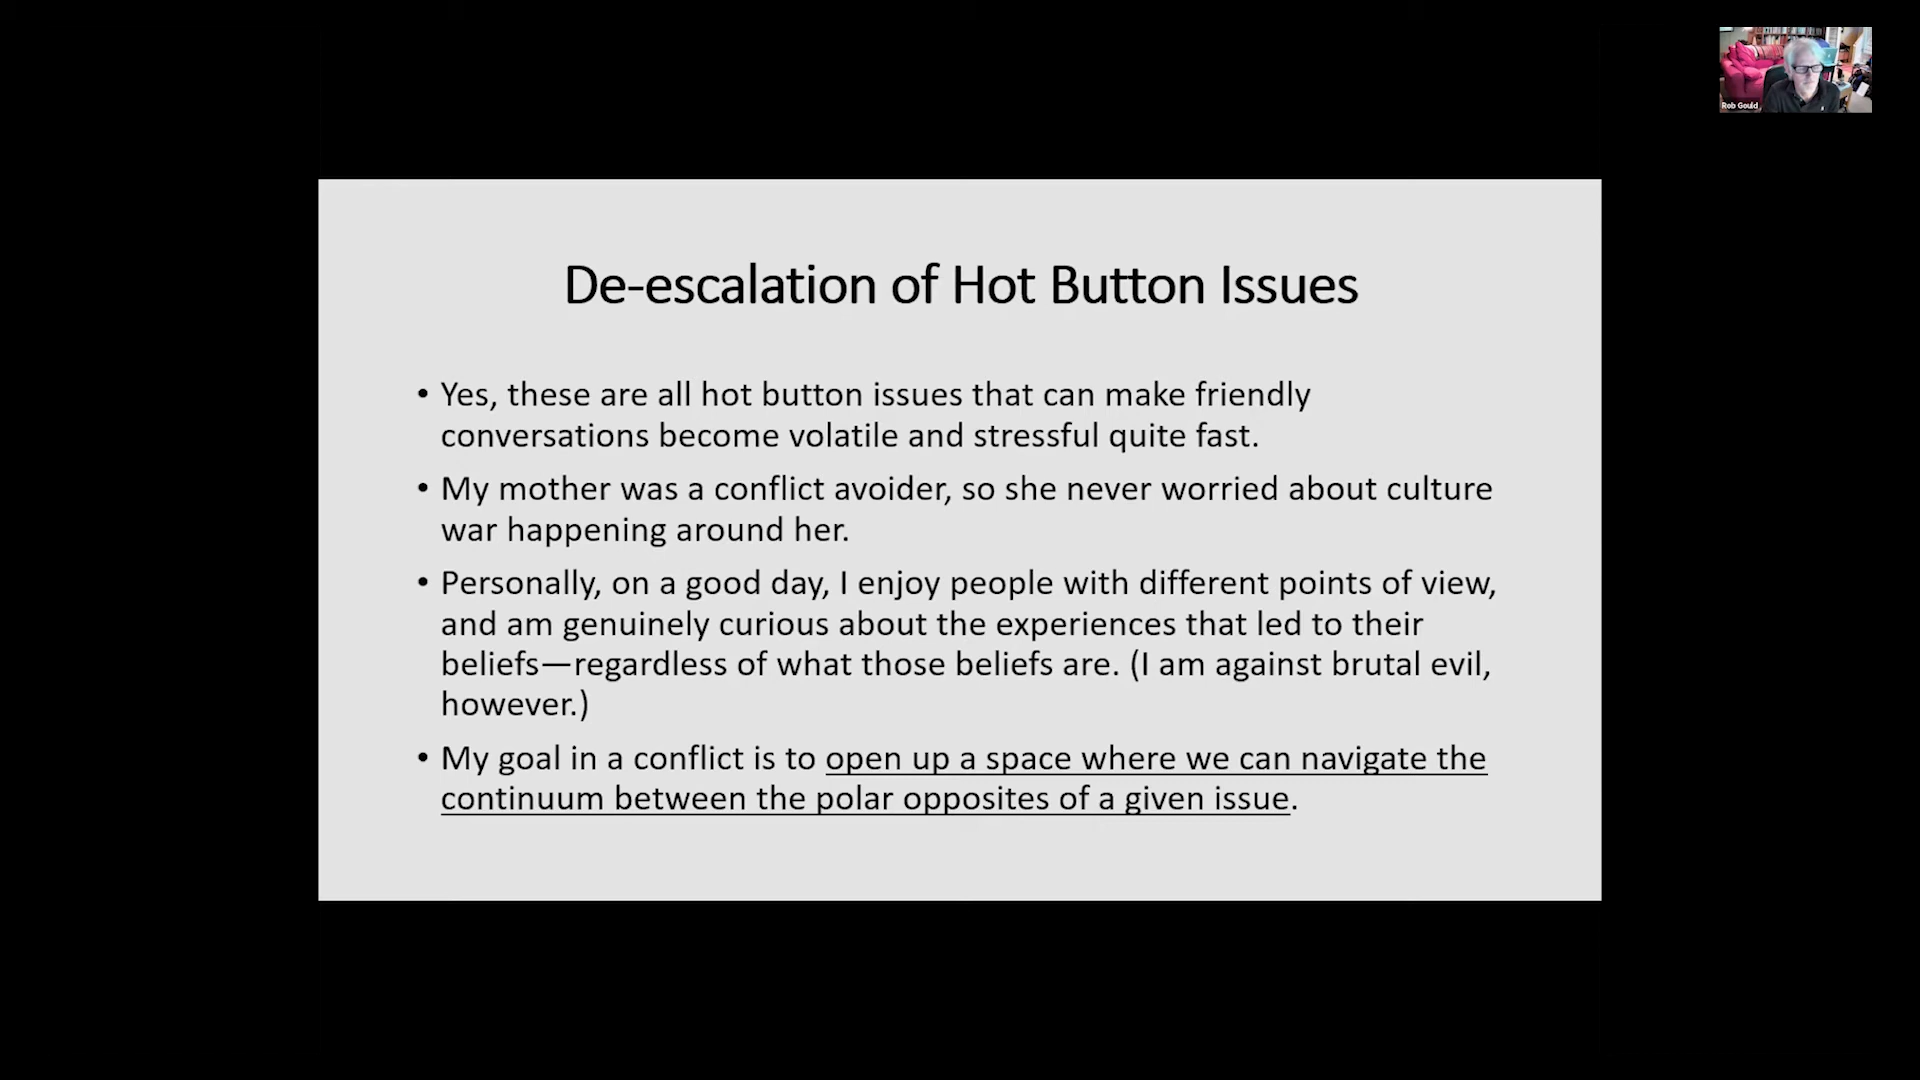 Rob Gould
De-escalation of Hot Button Issues
• Yes, these are all hot button issues that can make friendly
conversations become volatile and stressful quite fast.
• My mother was a conflict avoider, so she never worried about culture
war happening around her.
• Personally, on a good day, I enjoy people with different points of view,
and am genuinely curious about the experiences that led to their
beliefs—regardless of what those beliefs are. (I am against brutal evil,
however.)
• My goal in a conflict is to open up a space where we can navigate the
continuum between the polar opposites of a given issue.